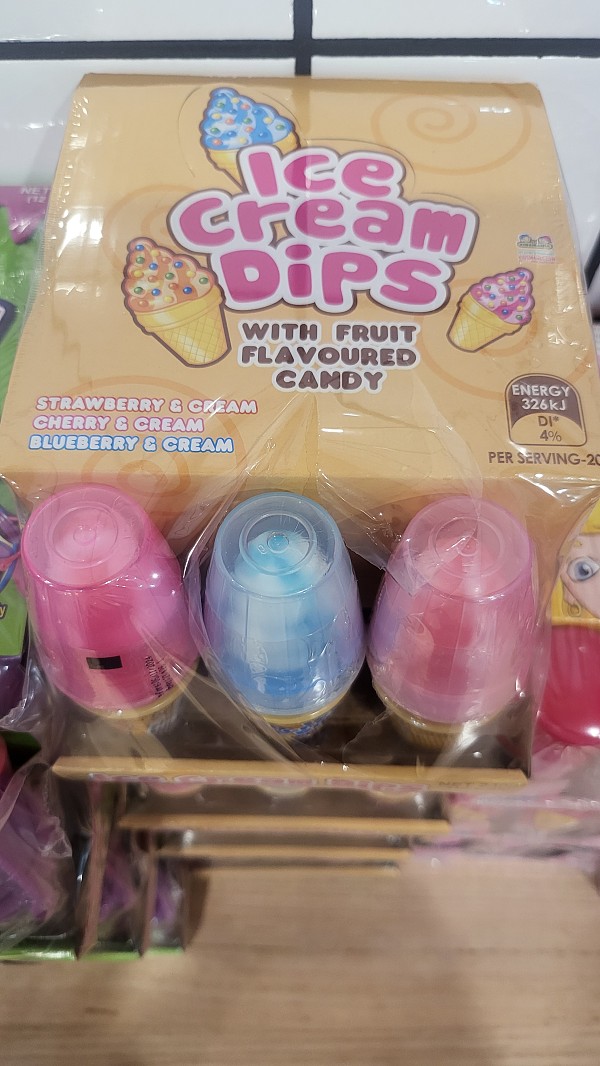 Ice
Cream
Dips
WITH FRUIT
FLAVOURED
CANDY
STRAWBERRY & CREAM
CHERRY & CREAM
BLUEBERRY & CREAM
ENERGY
326kJ
DI*
4%
PER SERVING-20
NET